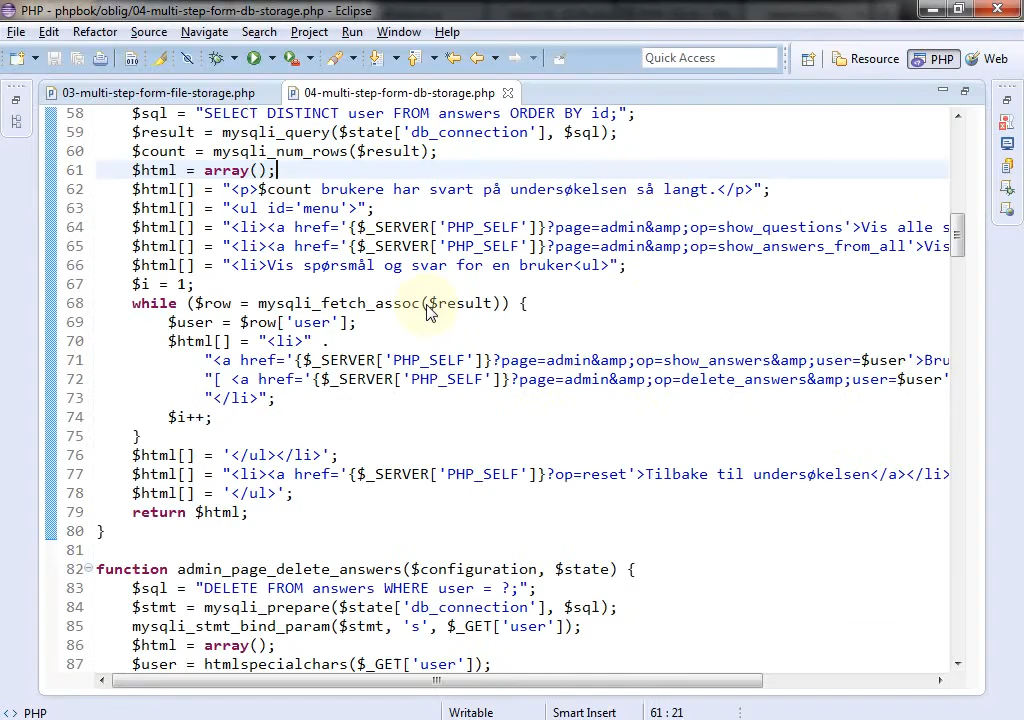 PHP - phpbok/oblig/04-multi-step-form-db-storage.php - Eclipse
File Edit Refactor Source Navigate Search Project Run Window Help
Quick Access Resource PHP Web
03-multi-step-form-file-storage.php 04-multi-step-form-db-storage.php
58 $sql = "SELECT DISTINCT user FROM answers ORDER BY id;";
59 $result = mysqli_query($state['db_connection'], $sql);
60 $count = mysqli_num_rows($result);
61 $html = array();
62 $html[] = "<p>$count brukere har svart på undersøkelsen så langt.</p>";
63 $html[] = "<ul id='menu'>";
64 $html[] = "<li><a href='{$_SERVER['PHP_SELF']}?page=admin&amp;op=show_questions'>Vis alle s
65 $html[] = "<li><a href='{$_SERVER['PHP_SELF']}?page=admin&amp;op=show_answers_from_all'>Vis
66 $html[] = "<li>Vis spørsmål og svar for en bruker<ul>";
67 $i = 1;
68 while ($row = mysqli_fetch_assoc($result)) {
69 $user = $row['user'];
70 $html[] = "<li>" .
71 "<a href='{$_SERVER['PHP_SELF']}?page=admin&amp;op=show_answers&amp;user=$user'>Bru
72 "[ <a href='{$_SERVER['PHP_SELF']}?page=admin&amp;op=delete_answers&amp;user=$user'
73 "</li>";
74 $i++;
75 }
76 $html[] = '</ul></li>';
77 $html[] = "<li><a href='{$_SERVER['PHP_SELF']}?op=reset'>Tilbake til undersøkelsen</a></li>
78 $html[] = '</ul>';
79 return $html;
80 }
81
82 function admin_page_delete_answers($configuration, $state) {
83 $sql = "DELETE FROM answers WHERE user = ?;";
84 $stmt = mysqli_prepare($state['db_connection'], $sql);
85 mysqli_stmt_bind_param($stmt, 's', $_GET['user']);
86 $html = array();
87 $user = htmlspecialchars($_GET['user']);
PHP Writable Smart Insert 61 : 21